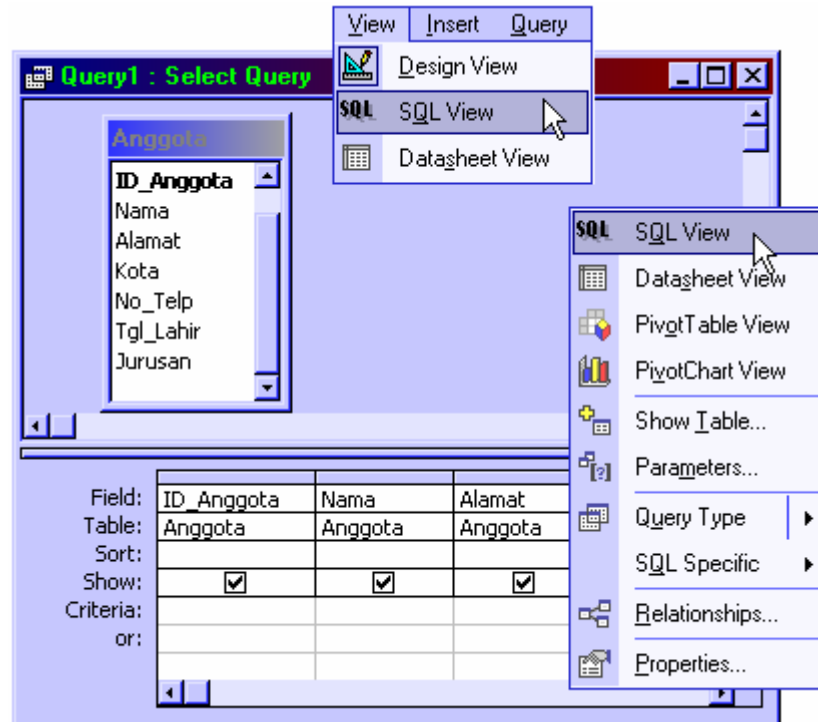 View Insert Query
Design View
SQL SQL View
Datasheet View
Query1 : Select Query
Anggota
ID_Anggota
Nama
Alamat
Kota
No_Telp
Tgl_Lahir
Jurusan
SQL SQL View
Datasheet View
PivotTable View
PivotChart View
Show Table...
Parameters...
Query Type
SQL Specific
Relationships...
Properties...
Field: ID_Anggota Nama Alamat
Table: Anggota Anggota Anggota
Sort:
Show:
Criteria:
or: